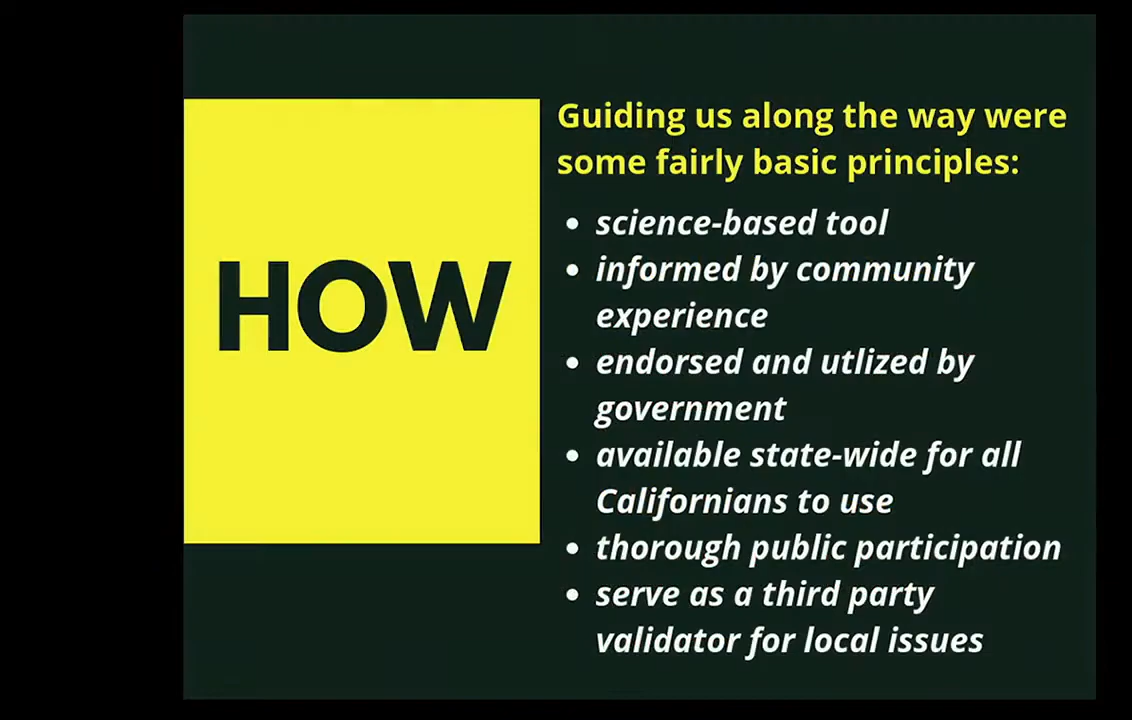 HOW
Guiding us along the way were
some fairly basic principles:
• science-based tool
• informed by community
experience
• endorsed and utlized by
government
• available state-wide for all
Californians to use
• thorough public participation
• serve as a third party
validator for local issues